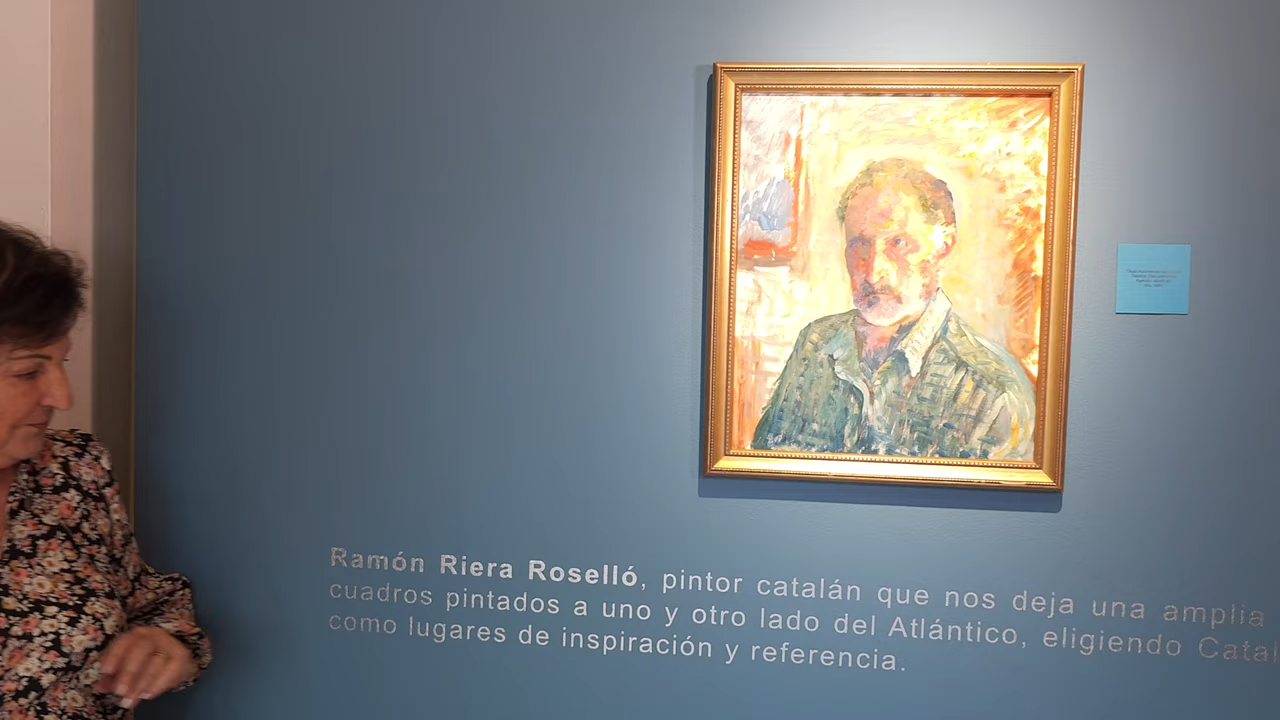 Ramón Riera Roselló, pintor catalán que nos deja una amplia
cuadros pintados a uno y otro lado del Atlántico, eligiendo Catal
como lugares de inspiración y referencia.